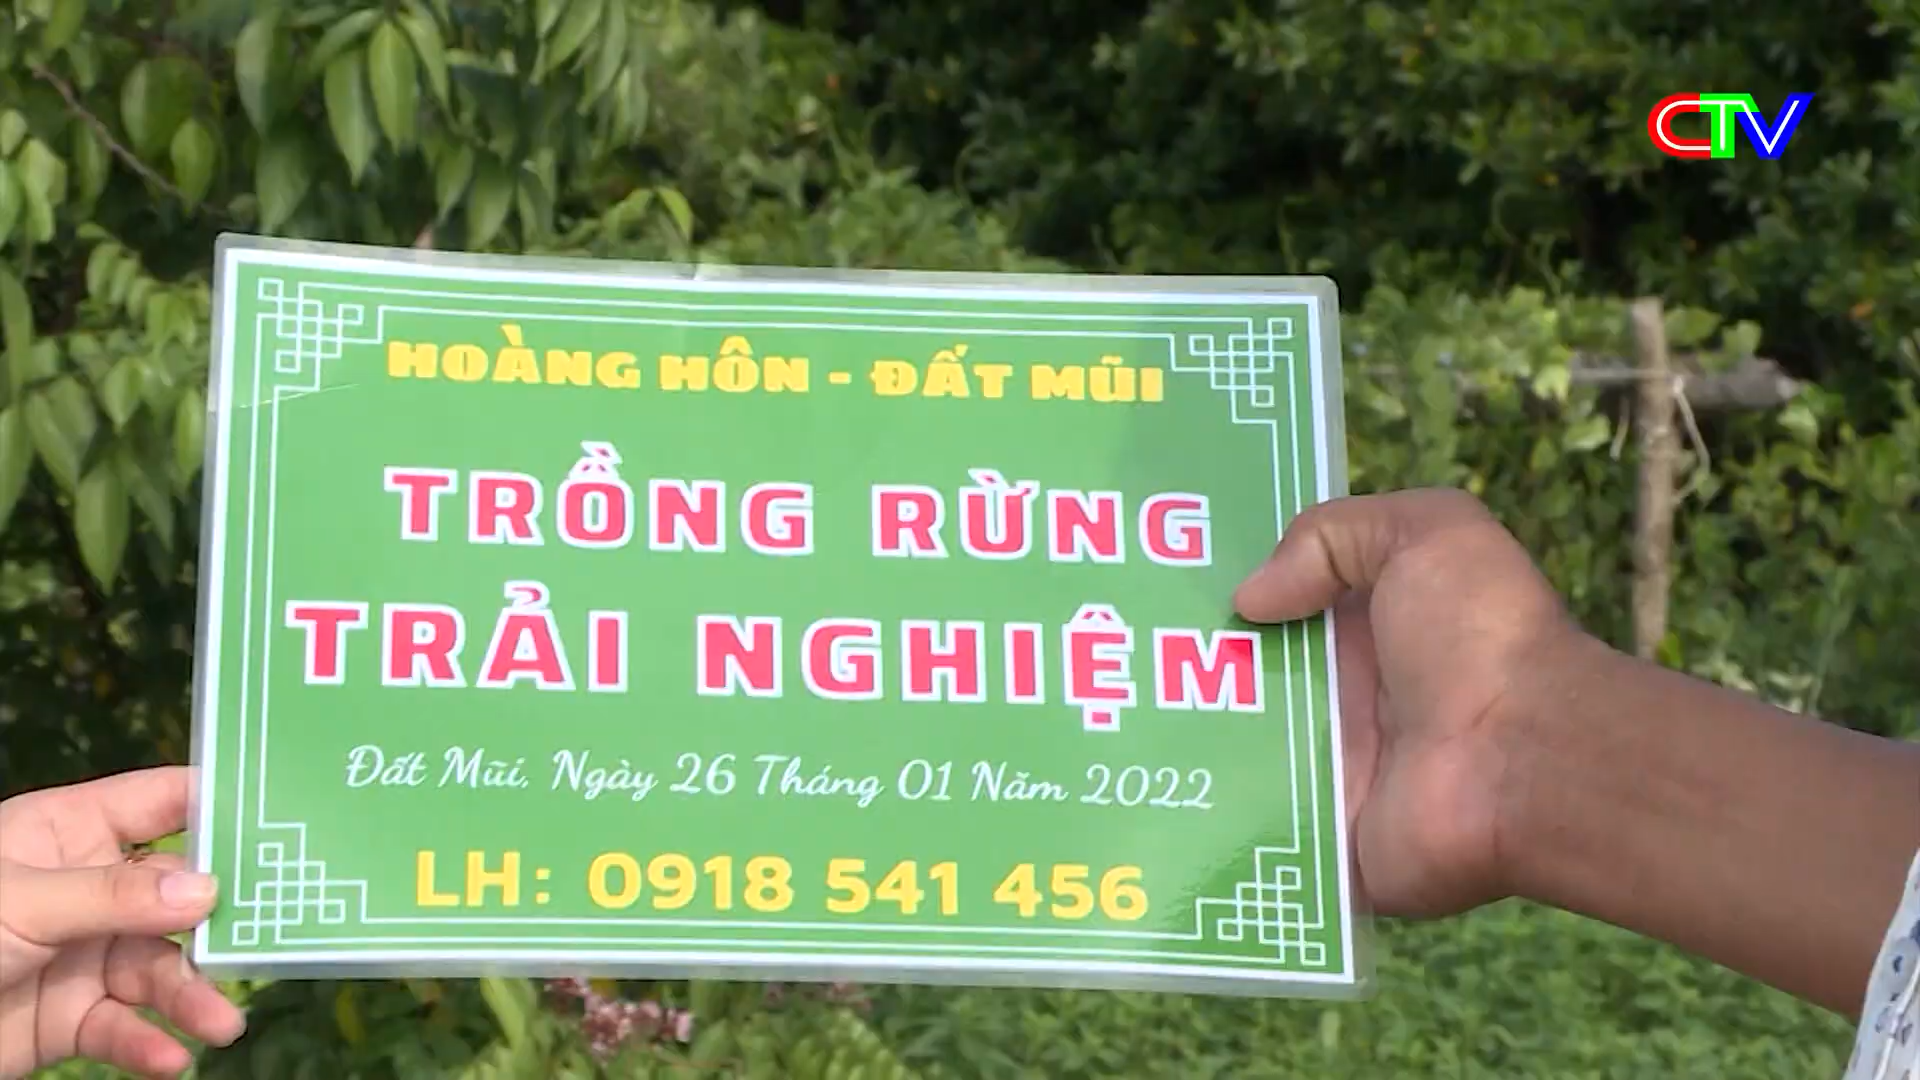 CTV
HOÀNG HÔN - ĐẤT MŨI
TRỒNG RỪNG
TRẢI NGHIỆM
Đất Mũi, Ngày 26 Tháng 01 Năm 2022
LH: 0918 541 456